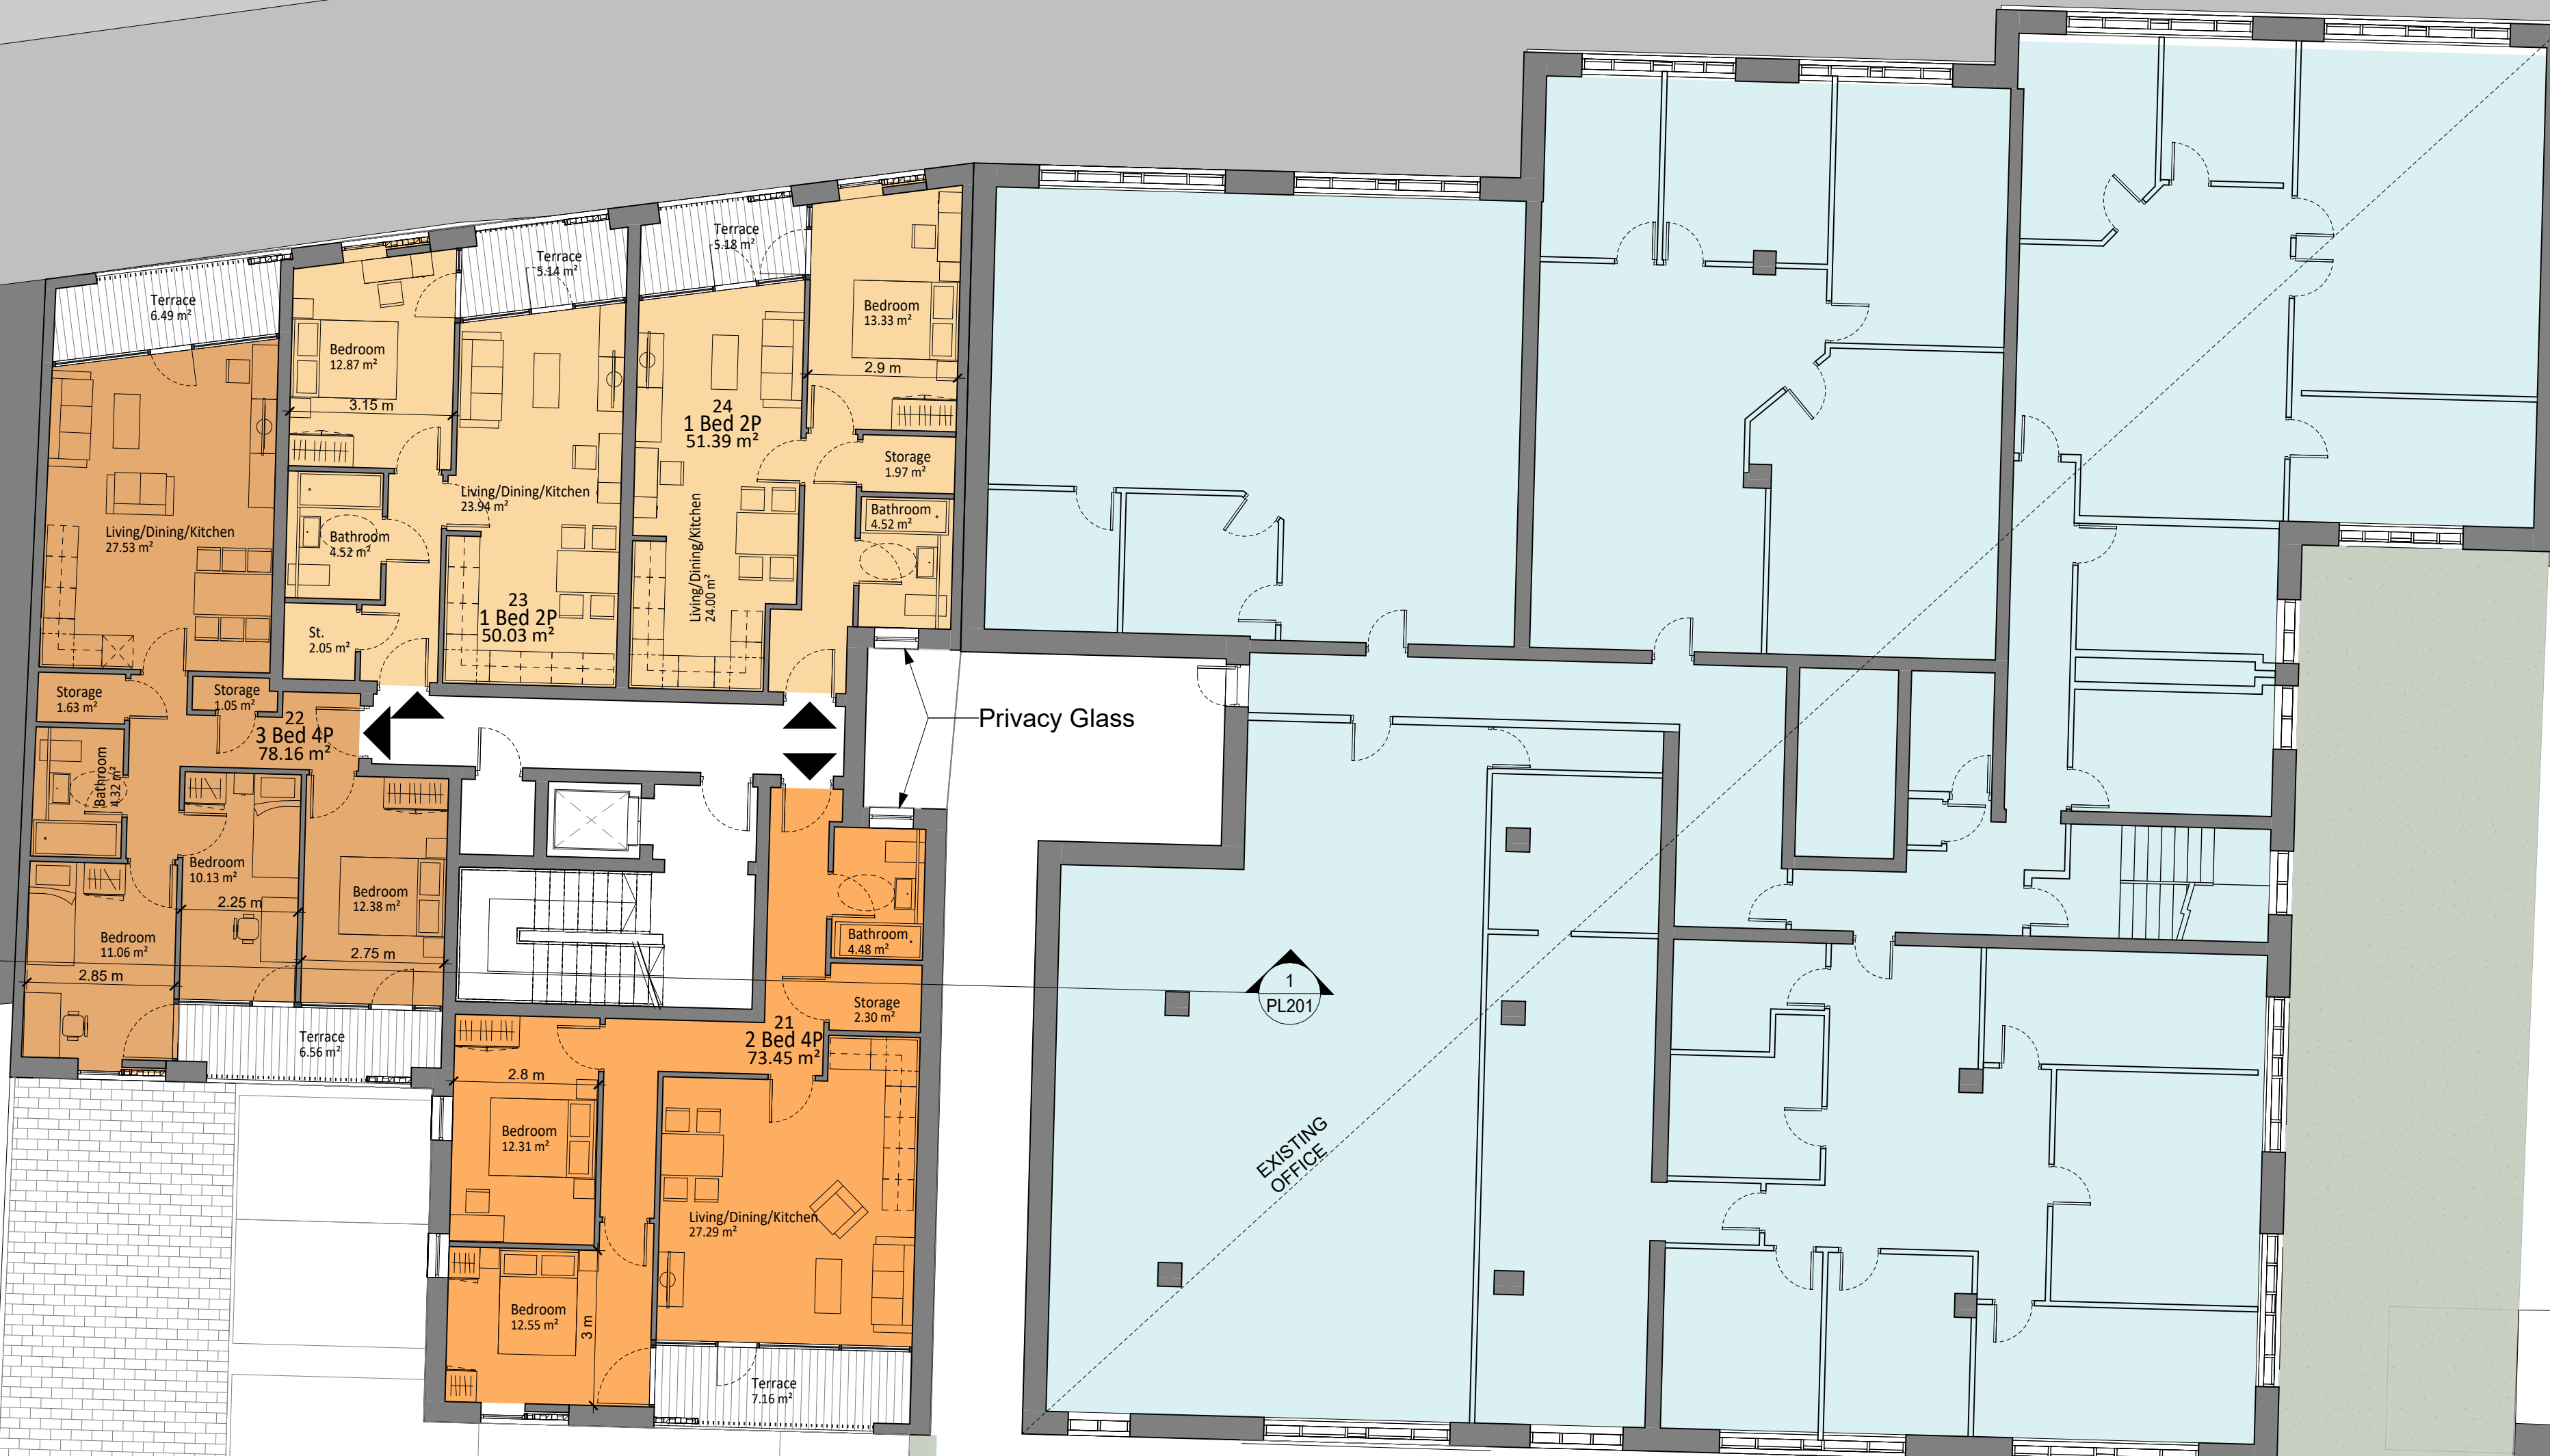 Terrace
6.49 m²
Living/Dining/Kitchen
27.53 m²
Storage
1.63 m²
Storage
1.05 m²
22
3 Bed 4P
78.16 m²
Bathroom
4.32 m²
Bedroom
10.13 m²
2.25 m
Bedroom
12.38 m²
2.75 m
Bedroom
11.06 m²
2.85 m
Terrace
6.56 m²
Bedroom
12.87 m²
3.15 m
Bathroom
4.52 m²
St.
2.05 m²
Terrace
5.14 m²
Living/Dining/Kitchen
23.94 m²
23
1 Bed 2P
50.03 m²
Terrace
5.18 m²
24
1 Bed 2P
51.39 m²
Living/Dining/Kitchen
24.00 m²
Bedroom
13.33 m²
2.9 m
Storage
1.97 m²
Bathroom
4.52 m²
Privacy Glass
Bathroom
4.48 m²
Storage
2.30 m²
21
2 Bed 4P
73.45 m²
2.8 m
Bedroom
12.31 m²
Living/Dining/Kitchen
27.29 m²
Bedroom
12.55 m²
3 m
Terrace
7.16 m²
1
PL201
EXISTING
OFFICE